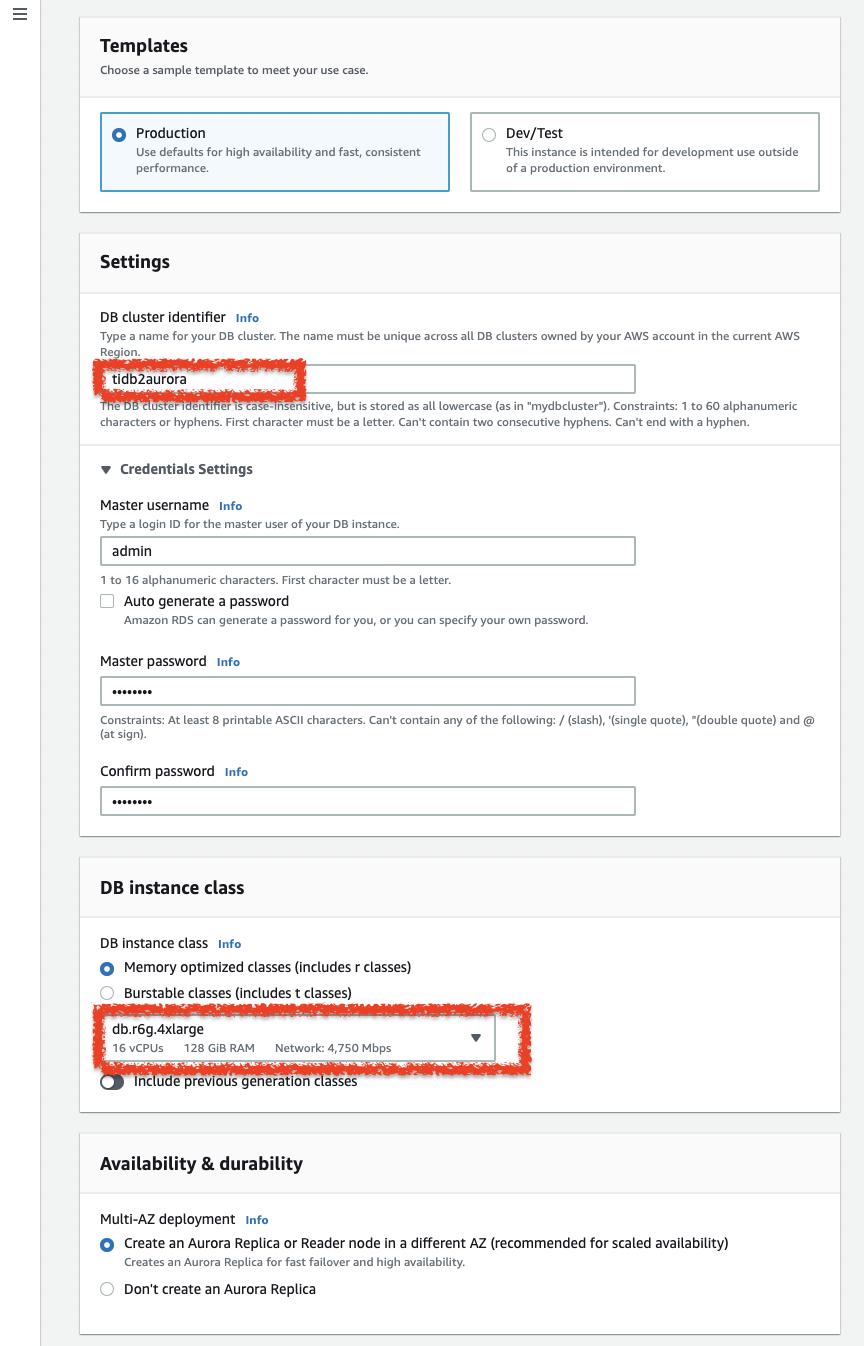 Templates
Choose a sample template to meet your use case.
Production
Use defaults for high availability and fast, consistent
performance.
Dev/Test
This instance is intended for development use outside
of a production environment.
Settings
DB cluster identifier Info
Type a name for your DB cluster. The name must be unique across all DB clusters owned by your AWS account in the current AWS
Region.
tidb2aurora
The DB cluster identifier is case-insensitive, but is stored as all lowercase (as in "mydbcluster"). Constraints: 1 to 60 alphanumeric
characters or hyphens. First character must be a letter. Can't contain two consecutive hyphens. Can't end with a hyphen.
Credentials Settings
Master username Info
Type a login ID for the master user of your DB instance.
admin
1 to 16 alphanumeric characters. First character must be a letter.
Auto generate a password
Amazon RDS can generate a password for you, or you can specify your own password.
Master password Info
••••••••
Constraints: At least 8 printable ASCII characters. Can't contain any of the following: / (slash), '(single quote), "(double quote) and @
(at sign).
Confirm password Info
••••••••
DB instance class
DB instance class Info
Memory optimized classes (includes r classes)
Burstable classes (includes t classes)
db.r6g.4xlarge
16 vCPUs 128 GiB RAM Network: 4,750 Mbps
Include previous generation classes
Availability & durability
Multi-AZ deployment Info
Create an Aurora Replica or Reader node in a different AZ (recommended for scaled availability)
Creates an Aurora Replica for fast failover and high availability.
Don't create an Aurora Replica